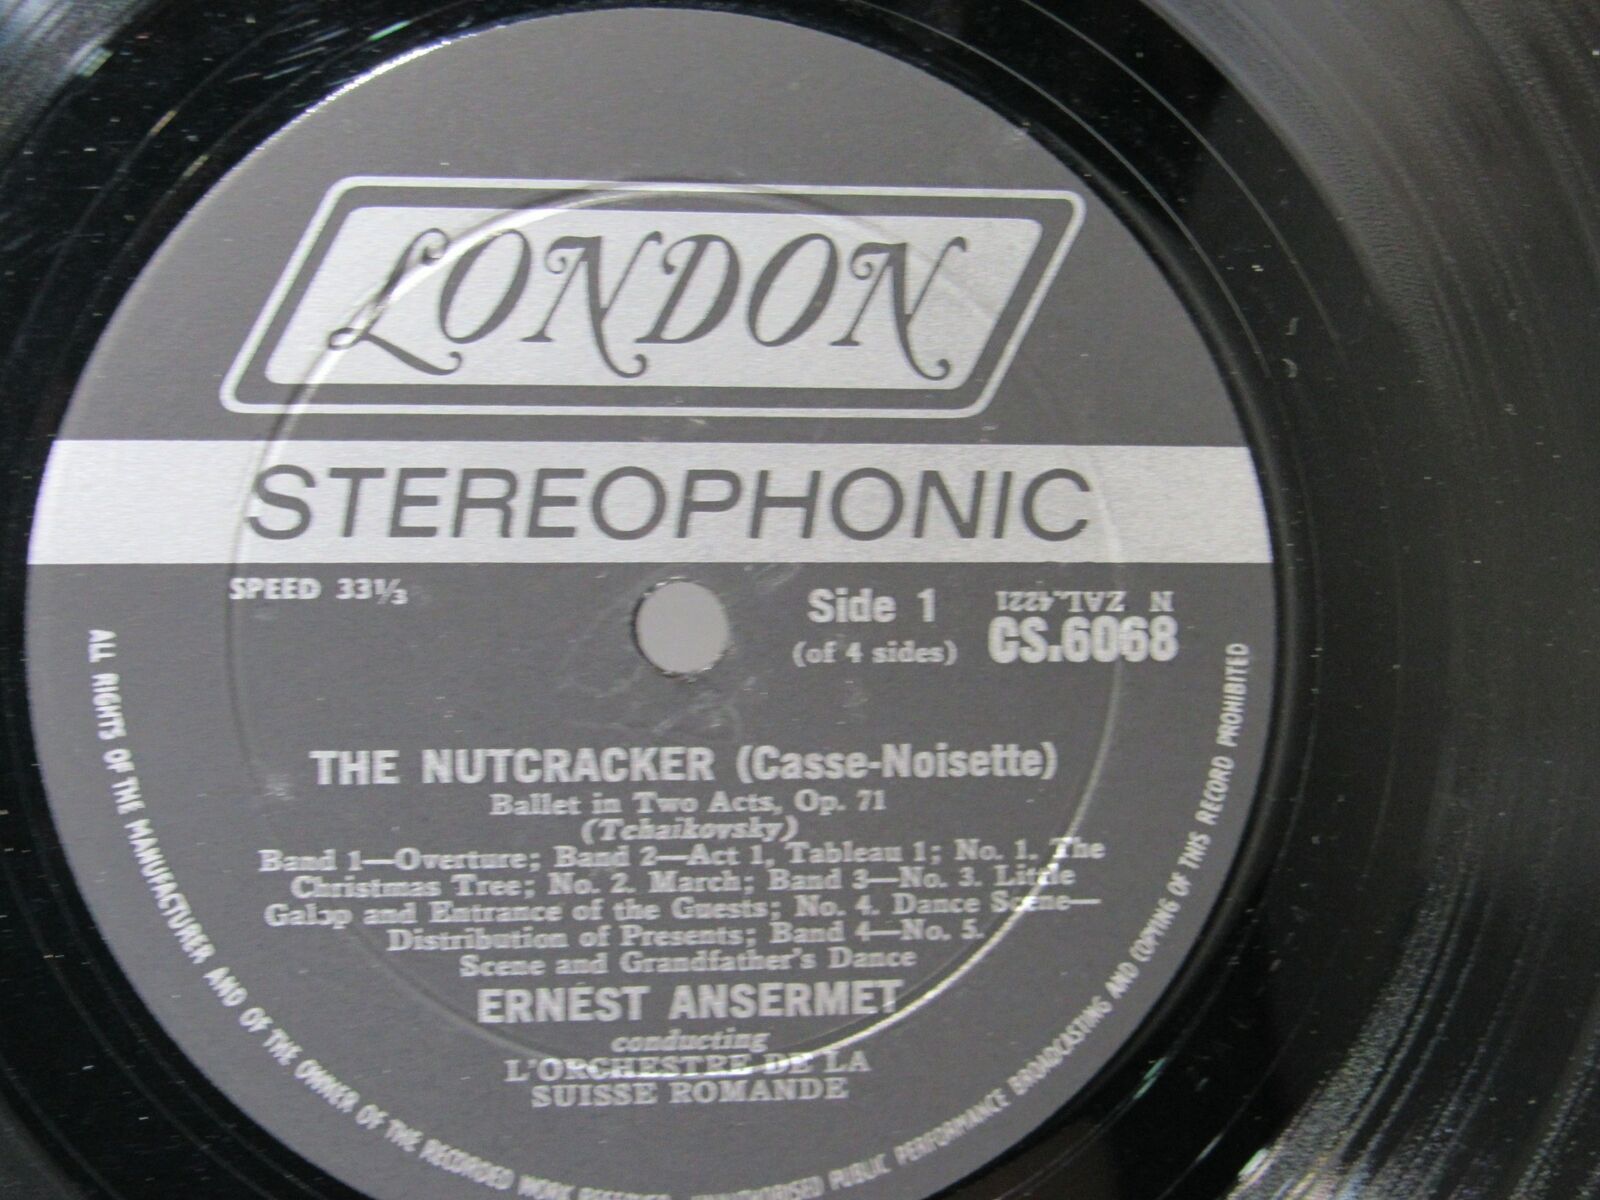 LONDON
STEREOPHONIC
SPEED 33⅓
Side 1
(of 4 sides)
N ZAL.4221
CS.6068
THE NUTCRACKER (Casse-Noisette)
Ballet in Two Acts, Op. 71
(Tchaikovsky)
Band 1—Overture; Band 2—Act 1, Tableau 1; No. 1. The
Christmas Tree; No. 2. March; Band 3—No. 3. Little
Galop and Entrance of the Guests; No. 4. Dance Scene—
Distribution of Presents; Band 4—No. 5.
Scene and Grandfather's Dance
ERNEST ANSERMET
conducting
L'ORCHESTRE DE LA
SUISSE ROMANDE
ALL RIGHTS OF THE MANUFACTURER AND OF THE OWNER OF THE RECORDED WORK RESERVED UNAUTHORISED PUBLIC PERFORMANCE BROADCASTING AND COPYING OF THIS RECORD PROHIBITED